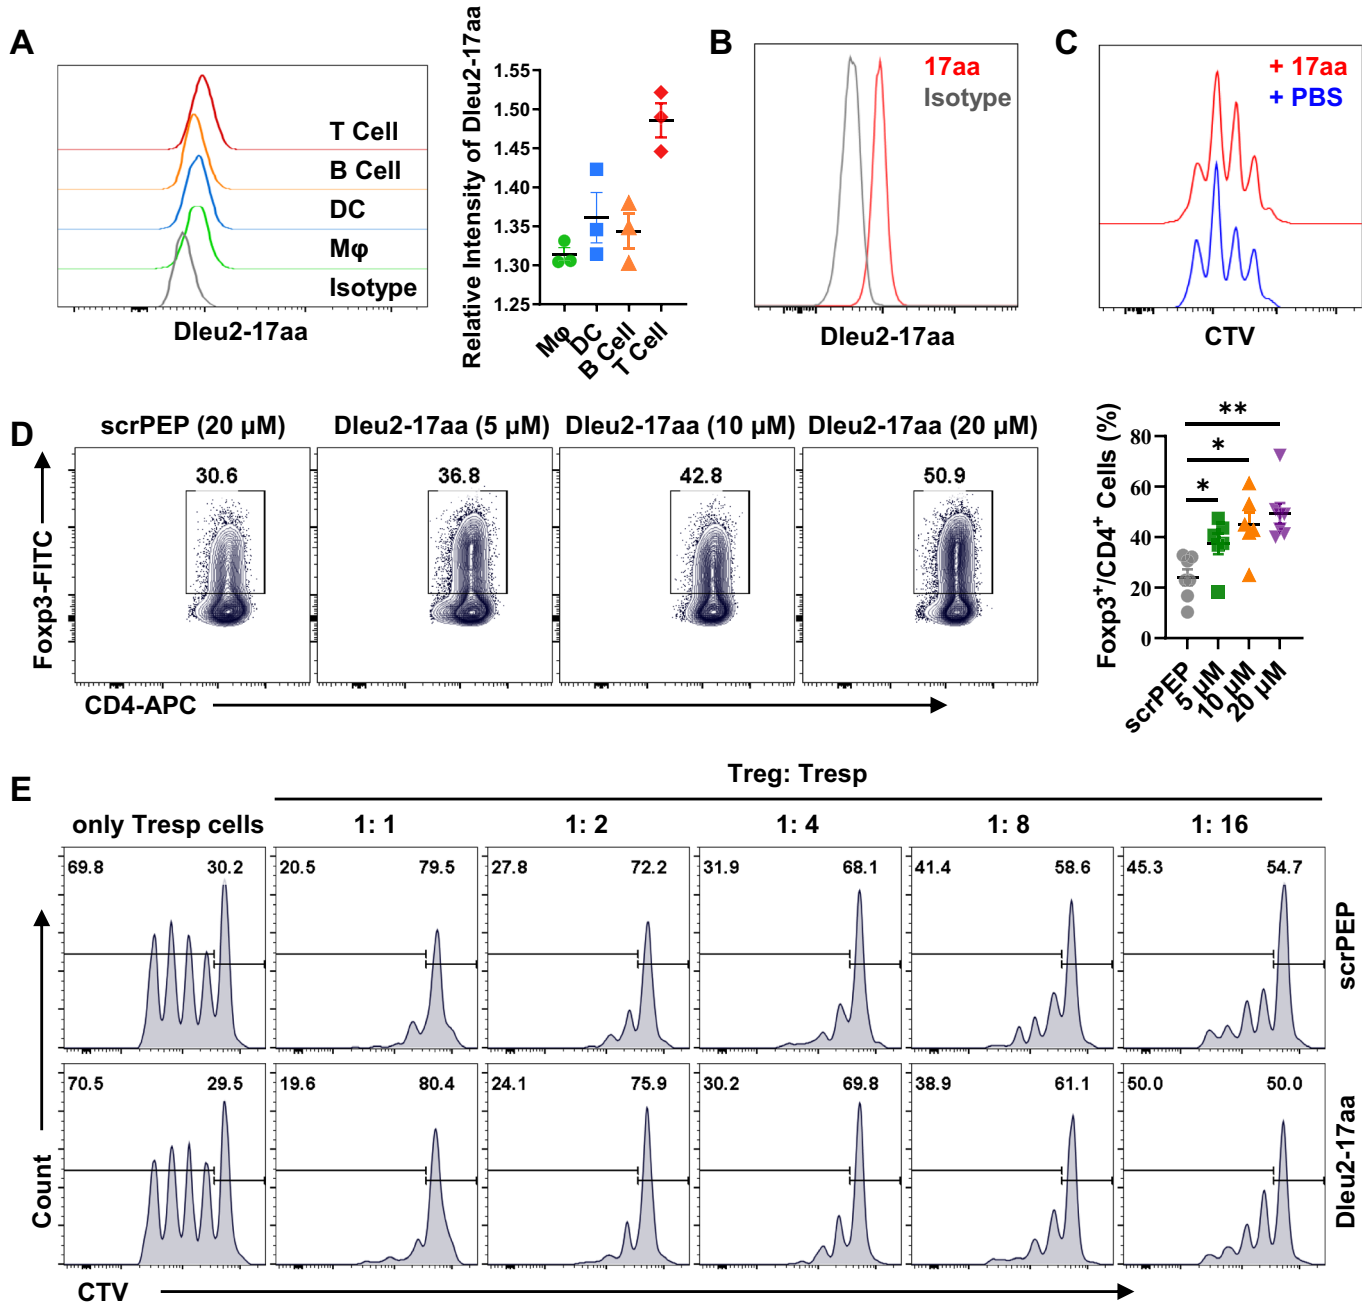 A
T Cell
B Cell
DC
Mφ
Isotype
Dleu2-17aa
Relative Intensity of Dleu2-17aa
1.55
1.50
1.45
1.40
1.35
1.30
1.25
Mφ
DC
B Cell
T Cell
B
17aa
Isotype
Dleu2-17aa
C
+ 17aa
+ PBS
CTV
D
scrPEP (20 μM)
Dleu2-17aa (5 μM)
Dleu2-17aa (10 μM)
Dleu2-17aa (20 μM)
30.6
36.8
42.8
50.9
Foxp3-FITC
CD4-APC
Foxp3+/CD4+ Cells (%)
80
60
40
20
0
**
*
*
scrPEP
5 μM
10 μM
20 μM
E
Treg: Tresp
only Tresp cells
1: 1
1: 2
1: 4
1: 8
1: 16
69.8 30.2
20.5 79.5
27.8 72.2
31.9 68.1
41.4 58.6
45.3 54.7
scrPEP
70.5 29.5
19.6 80.4
24.1 75.9
30.2 69.8
38.9 61.1
50.0 50.0
Dleu2-17aa
Count
CTV